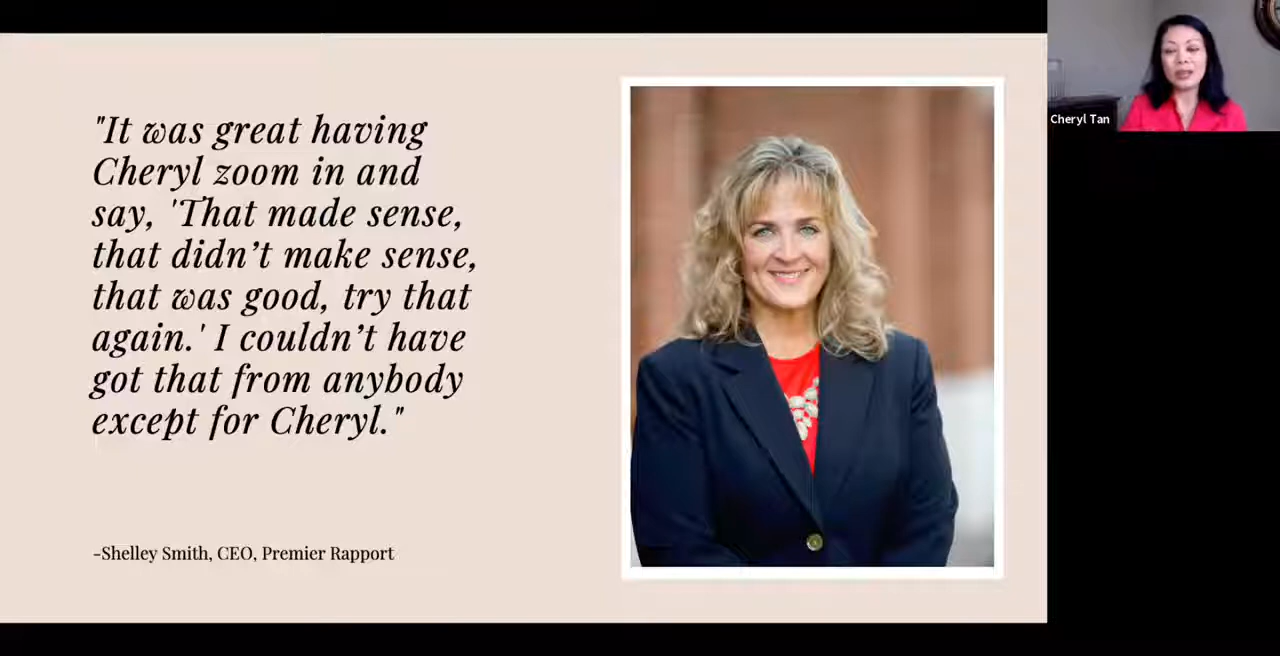 "It was great having
Cheryl zoom in and
say, 'That made sense,
that didn’t make sense,
that was good, try that
again.' I couldn’t have
got that from anybody
except for Cheryl."
-Shelley Smith, CEO, Premier Rapport
Cheryl Tan